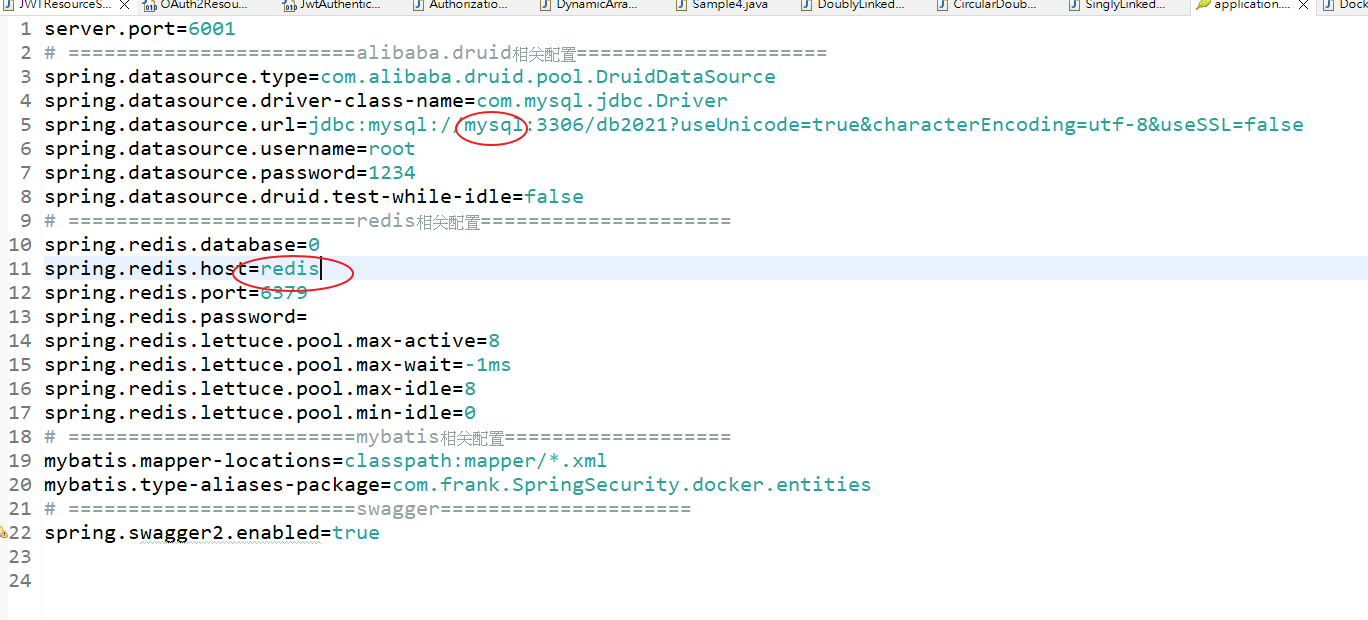 JWTResourceS... OAuth2Resou... JwtAuthentic... Authorizatio... DynamicArra... Sample4.java DoublyLinked... CircularDoub... SinglyLinked... application.... Dock
1 server.port=6001
2 # ========================alibaba.druid相关配置=====================
3 spring.datasource.type=com.alibaba.druid.pool.DruidDataSource
4 spring.datasource.driver-class-name=com.mysql.jdbc.Driver
5 spring.datasource.url=jdbc:mysql://mysql:3306/db2021?useUnicode=true&characterEncoding=utf-8&useSSL=false
6 spring.datasource.username=root
7 spring.datasource.password=1234
8 spring.datasource.druid.test-while-idle=false
9 # ========================redis相关配置=====================
10 spring.redis.database=0
11 spring.redis.host=redis
12 spring.redis.port=6379
13 spring.redis.password=
14 spring.redis.lettuce.pool.max-active=8
15 spring.redis.lettuce.pool.max-wait=-1ms
16 spring.redis.lettuce.pool.max-idle=8
17 spring.redis.lettuce.pool.min-idle=0
18 # ========================mybatis相关配置===================
19 mybatis.mapper-locations=classpath:mapper/*.xml
20 mybatis.type-aliases-package=com.frank.SpringSecurity.docker.entities
21 # ========================swagger=====================
22 spring.swagger2.enabled=true
23
24